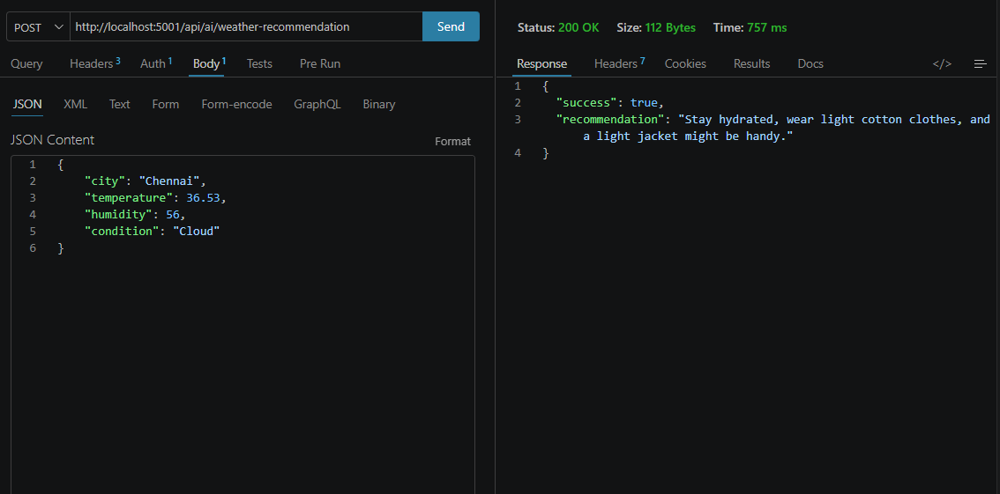 POST http://localhost:5001/api/ai/weather-recommendation Send
Query Headers 3 Auth 1 Body 1 Tests Pre Run
JSON XML Text Form Form-encode GraphQL Binary
JSON Content Format
1 {
2 "city": "Chennai",
3 "temperature": 36.53,
4 "humidity": 56,
5 "condition": "Cloud"
6 }
Status: 200 OK Size: 112 Bytes Time: 757 ms
Response Headers 7 Cookies Results Docs </>
1 {
2 "success": true,
3 "recommendation": "Stay hydrated, wear light cotton clothes, and
a light jacket might be handy."
4 }